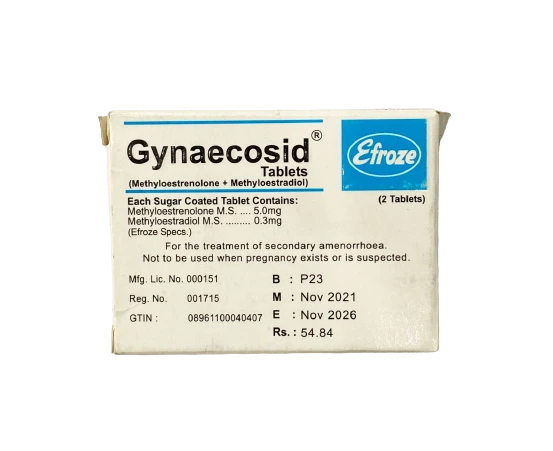 Gynaecosid®
Tablets
(Methyloestrenolone + Methyloestradiol)
Efroze
Each Sugar Coated Tablet Contains:
(2 Tablets)
Methyloestrenolone M.S. .... 5.0mg
Methyloestradiol M.S. ......... 0.3mg
(Efroze Specs.)
For the treatment of secondary amenorrhoea.
Not to be used when pregnancy exists or is suspected.
Mfg. Lic. No. 000151
Reg. No. 001715
GTIN : 08961100040407
B : P23
M : Nov 2021
E : Nov 2026
Rs. : 54.84